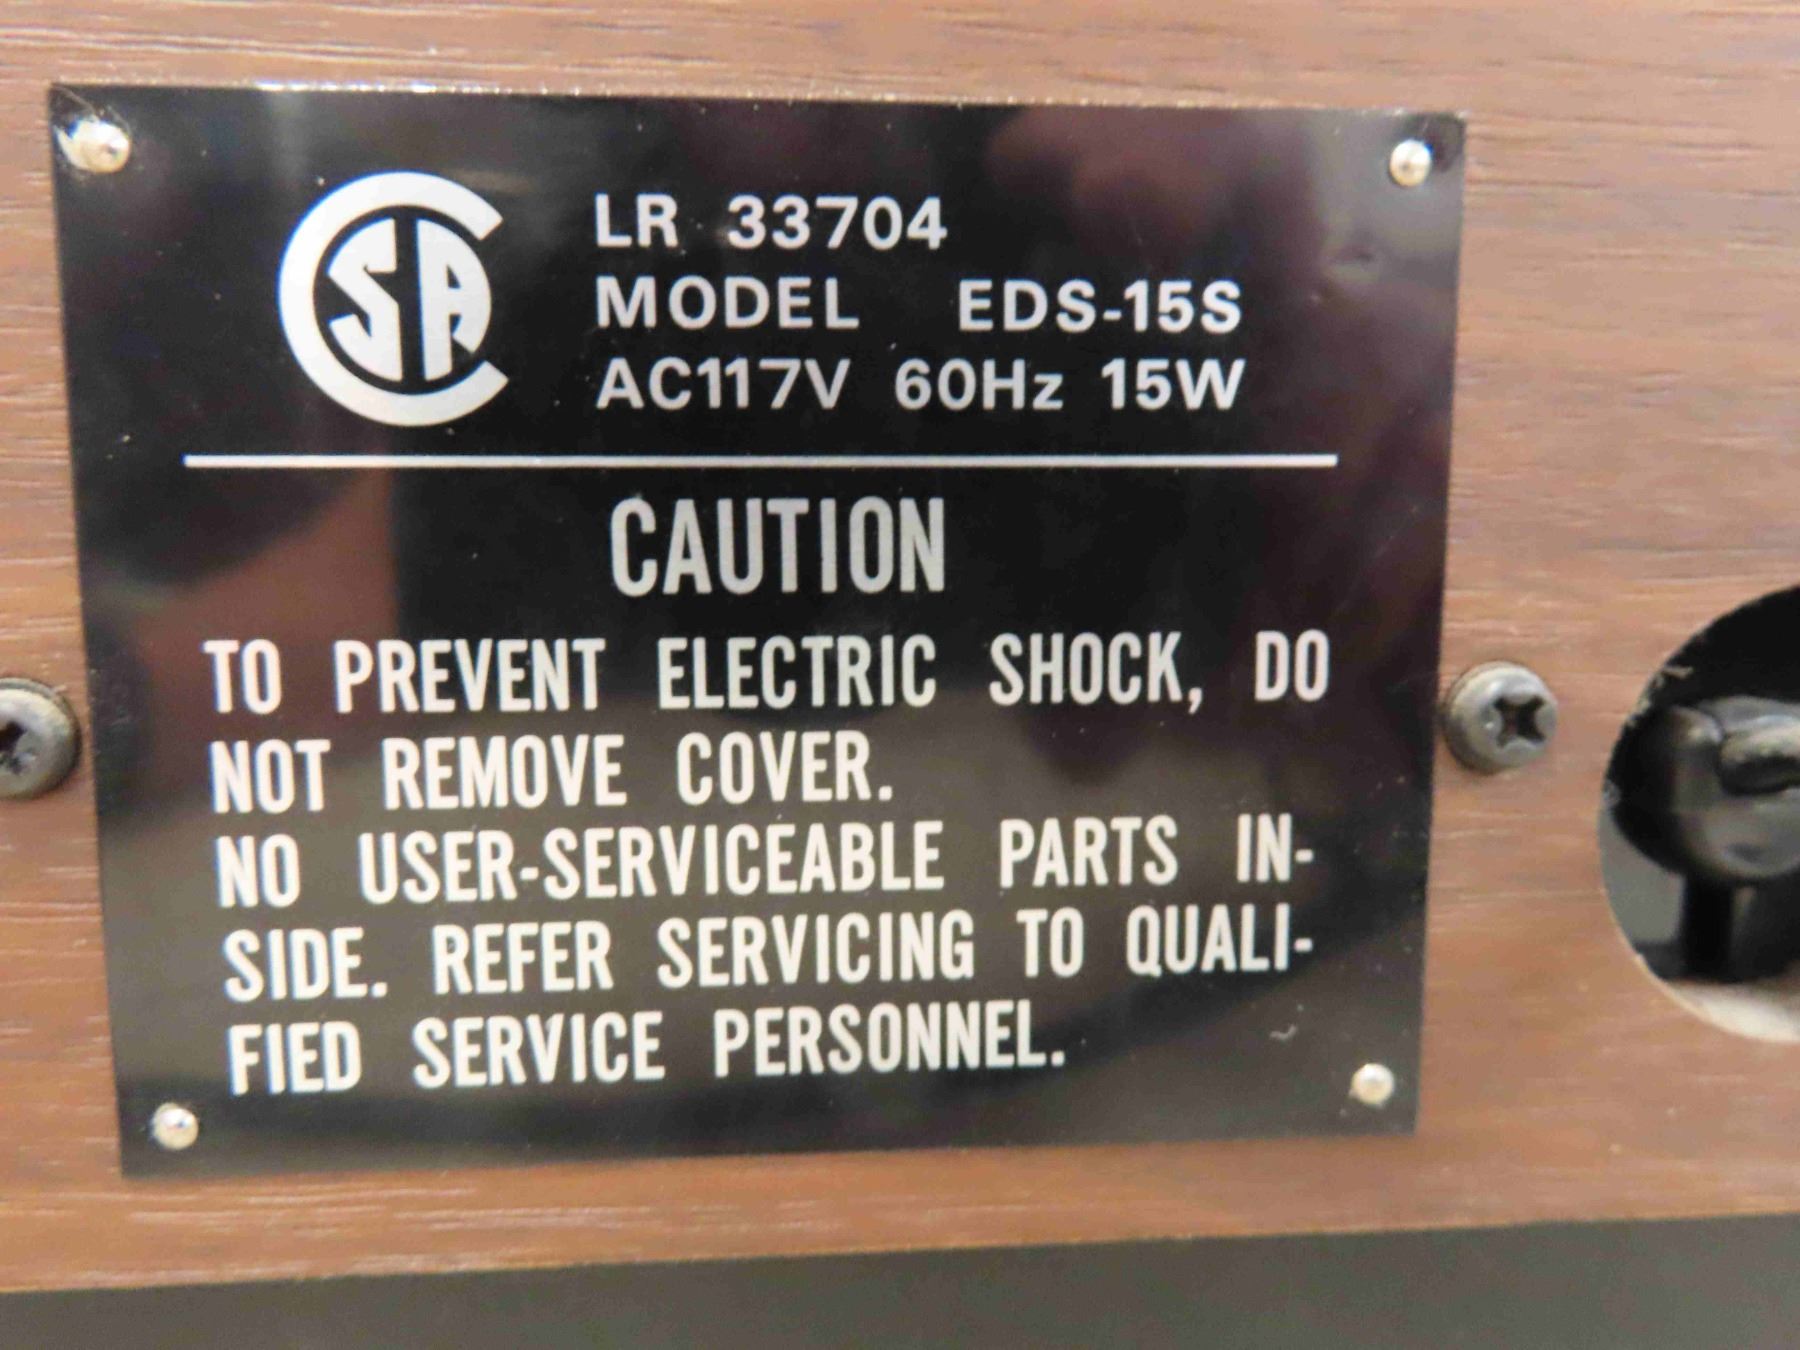 CSA
LR 33704
MODEL EDS-15S
AC117V 60Hz 15W
CAUTION
TO PREVENT ELECTRIC SHOCK, DO
NOT REMOVE COVER.
NO USER-SERVICEABLE PARTS IN-
SIDE. REFER SERVICING TO QUALI-
FIED SERVICE PERSONNEL.